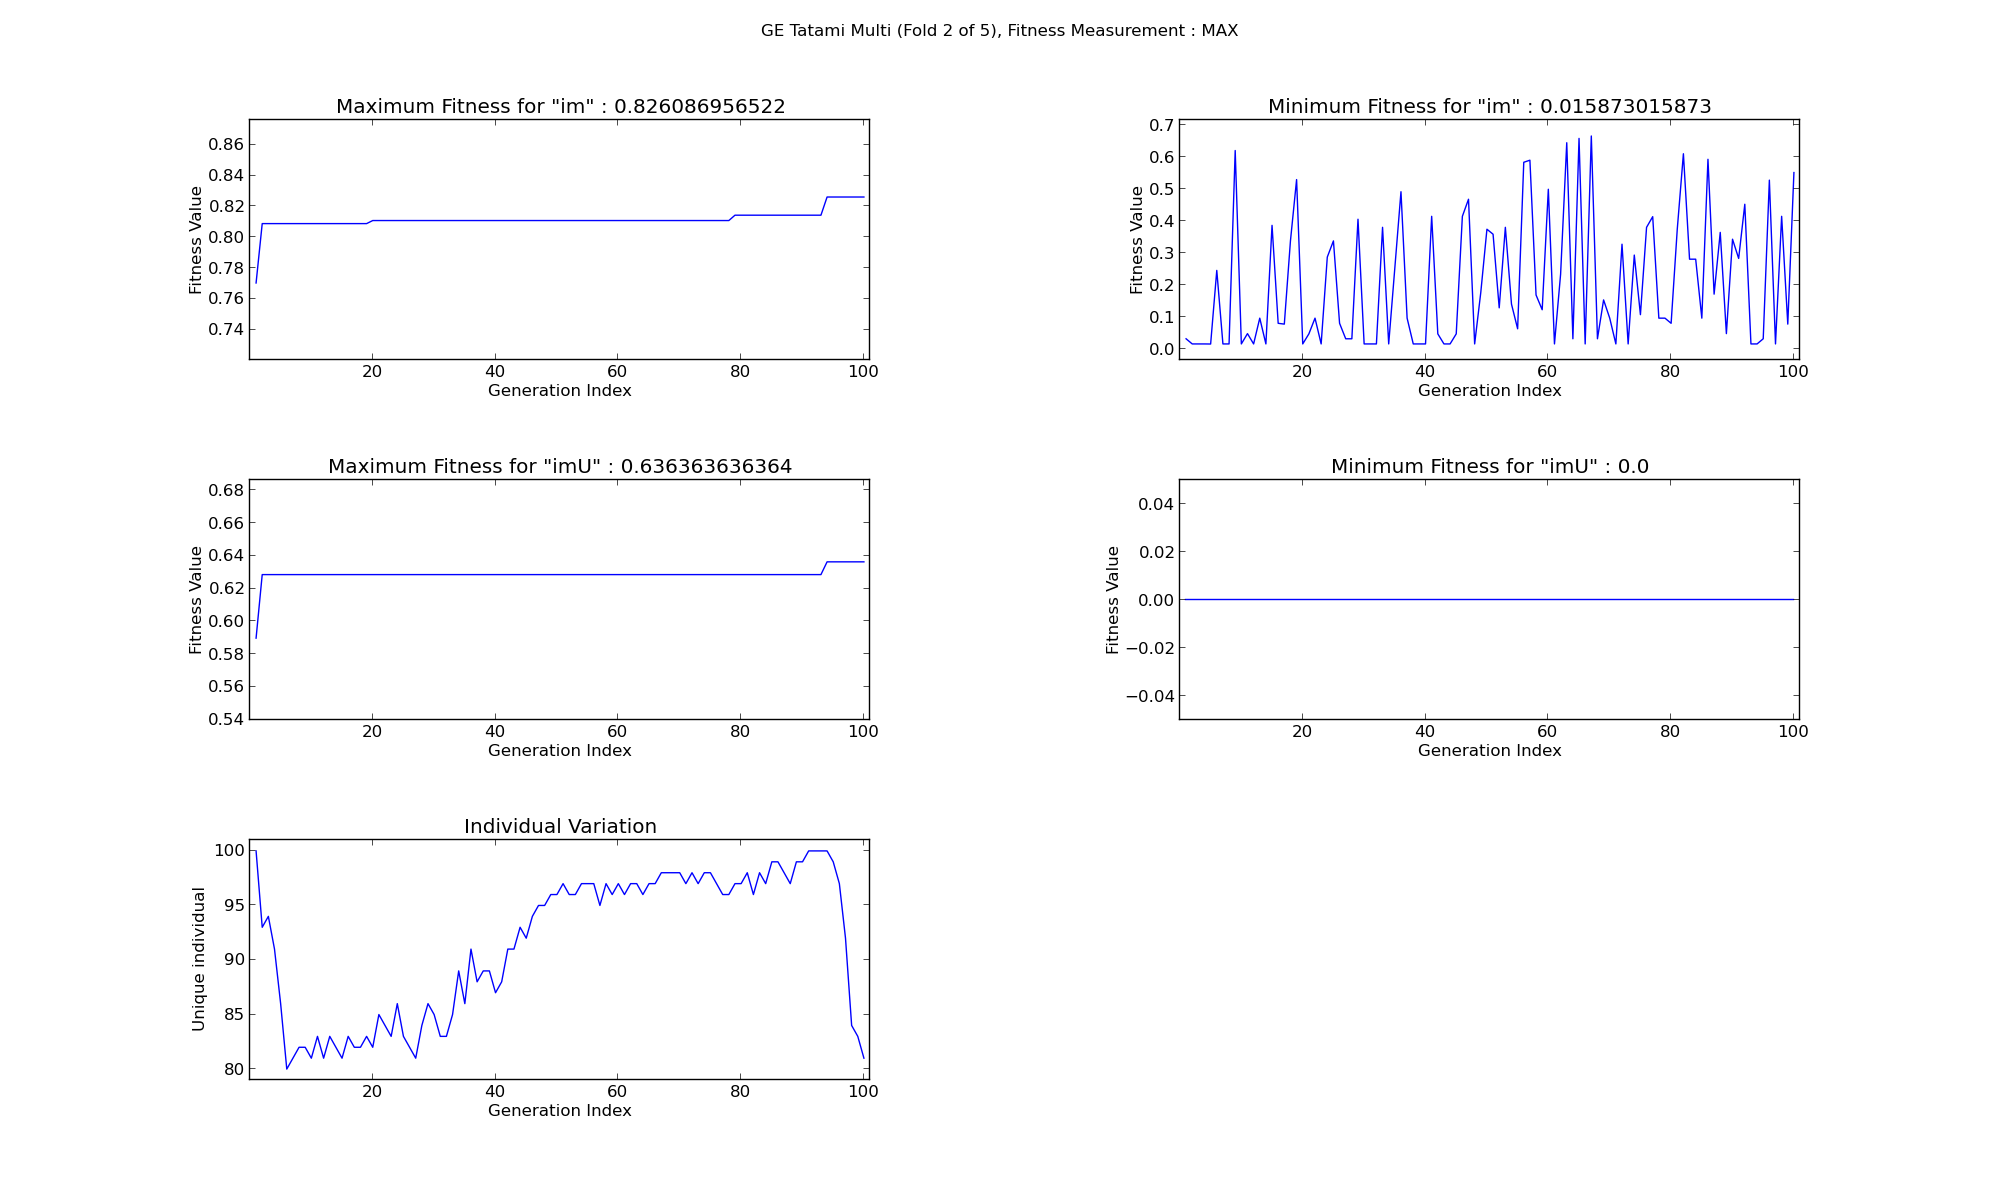 GE Tatami Multi (Fold 2 of 5), Fitness Measurement : MAX
Maximum Fitness for "im" : 0.826086956522
Fitness Value
0.86
0.84
0.82
0.80
0.78
0.76
0.74
20 40 60 80 100
Generation Index
Minimum Fitness for "im" : 0.015873015873
Fitness Value
0.7
0.6
0.5
0.4
0.3
0.2
0.1
0.0
20 40 60 80 100
Generation Index
Maximum Fitness for "imU" : 0.636363636364
Fitness Value
0.68
0.66
0.64
0.62
0.60
0.58
0.56
0.54
20 40 60 80 100
Generation Index
Minimum Fitness for "imU" : 0.0
Fitness Value
0.04
0.02
0.00
−0.02
−0.04
20 40 60 80 100
Generation Index
Individual Variation
Unique individual
100
95
90
85
80
20 40 60 80 100
Generation Index